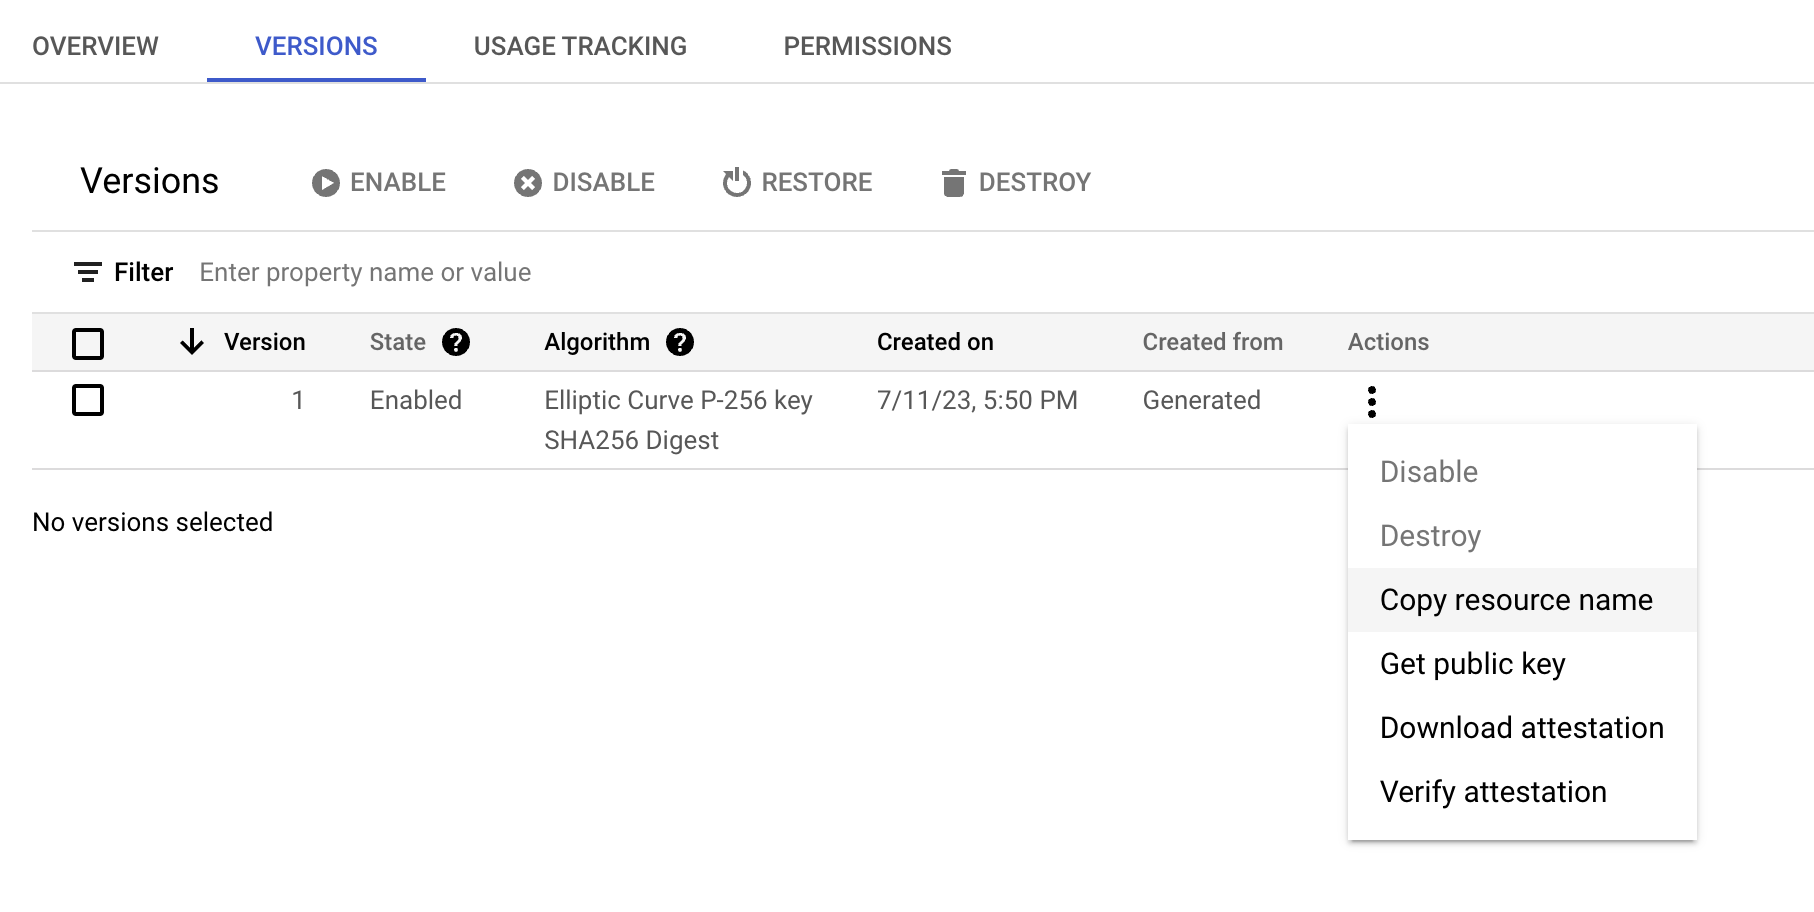 OVERVIEW VERSIONS USAGE TRACKING PERMISSIONS
Versions ENABLE DISABLE RESTORE DESTROY
Filter Enter property name or value
Version State ? Algorithm ? Created on Created from Actions
1 Enabled Elliptic Curve P-256 key 7/11/23, 5:50 PM Generated
SHA256 Digest
Disable
No versions selected
Destroy
Copy resource name
Get public key
Download attestation
Verify attestation